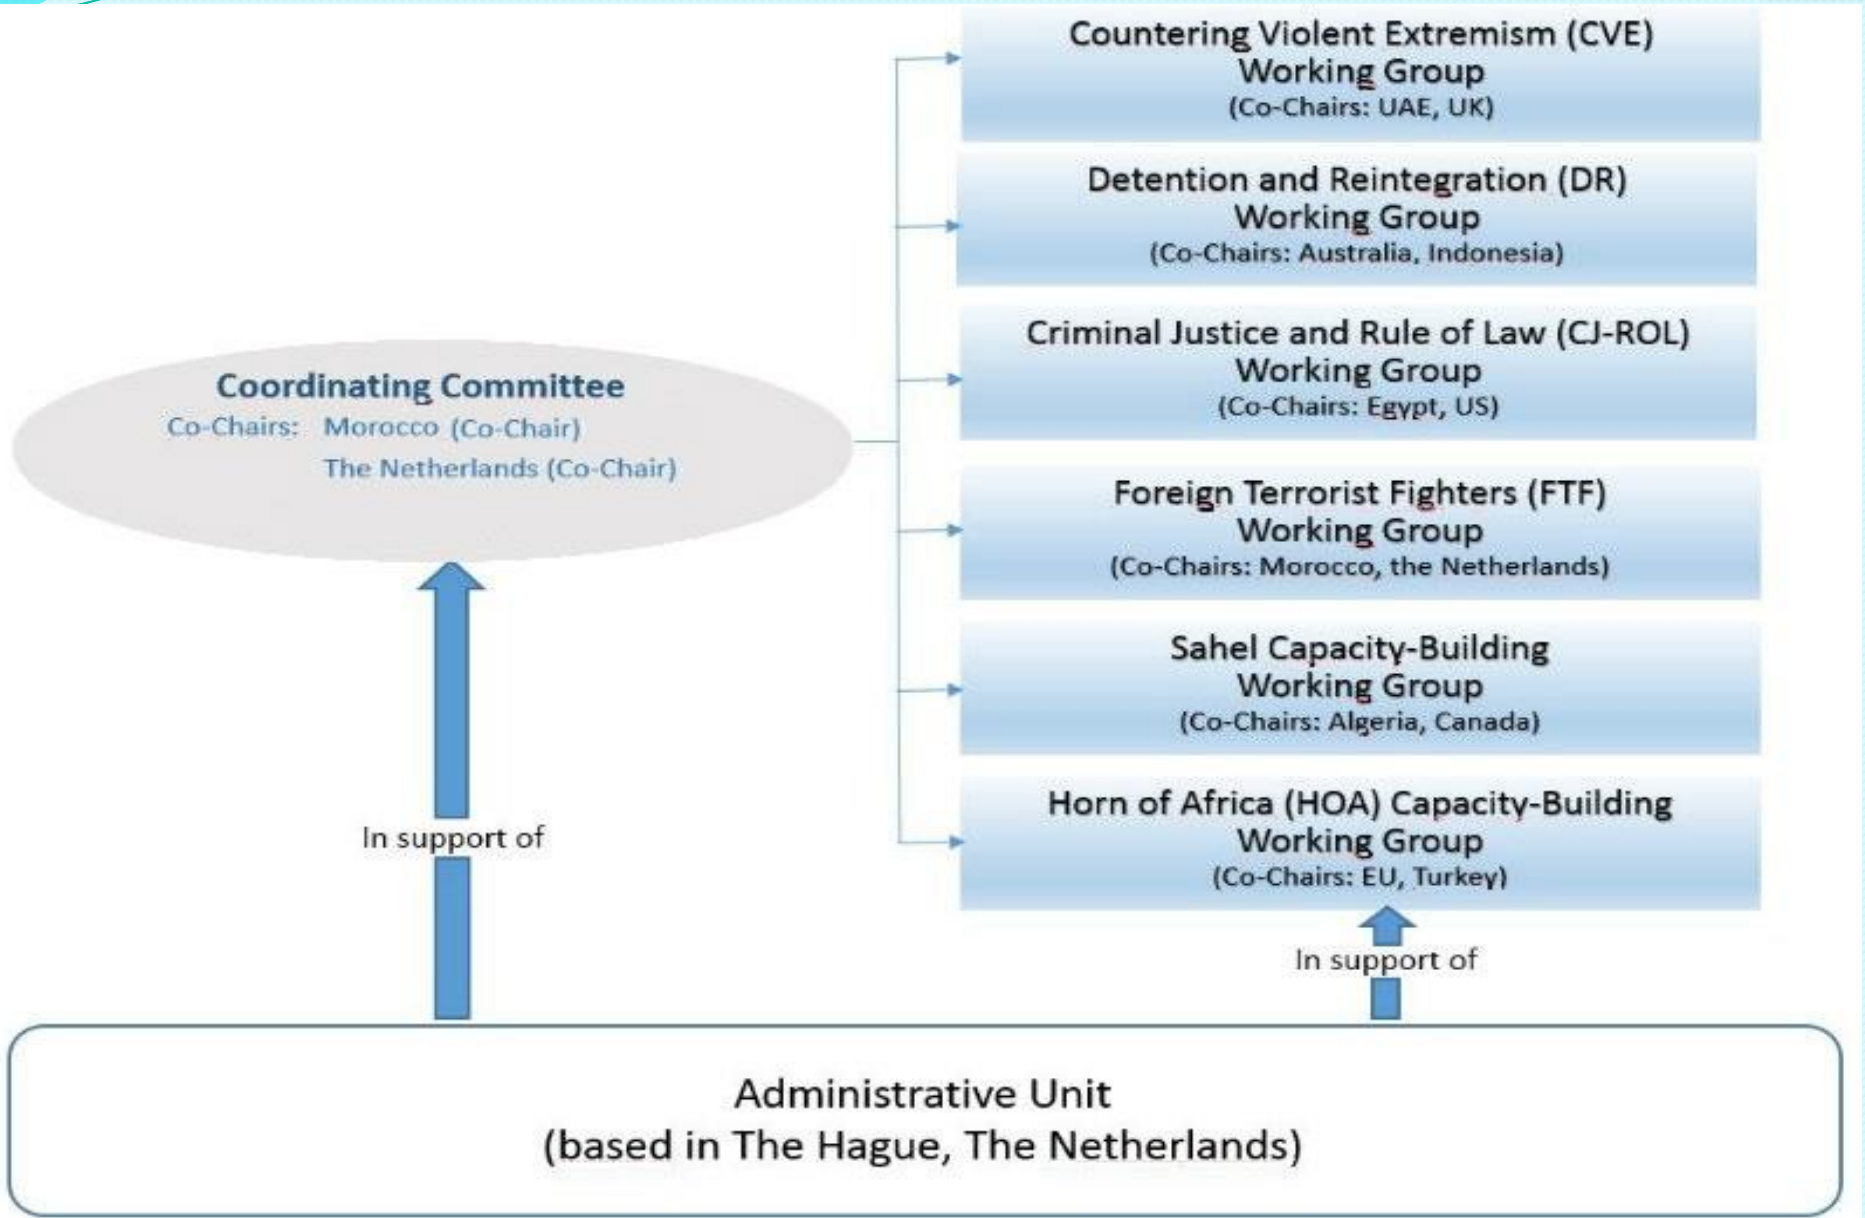 Countering Violent Extremism (CVE)
Working Group
(Co-Chairs: UAE, UK)
Detention and Reintegration (DR)
Working Group
(Co-Chairs: Australia, Indonesia)
Criminal Justice and Rule of Law (CJ-ROL)
Working Group
(Co-Chairs: Egypt, US)
Coordinating Committee
Co-Chairs: Morocco (Co-Chair)
The Netherlands (Co-Chair)
Foreign Terrorist Fighters (FTF)
Working Group
(Co-Chairs: Morocco, the Netherlands)
Sahel Capacity-Building
Working Group
(Co-Chairs: Algeria, Canada)
Horn of Africa (HOA) Capacity-Building
Working Group
(Co-Chairs: EU, Turkey)
In support of
In support of
Administrative Unit
(based in The Hague, The Netherlands)